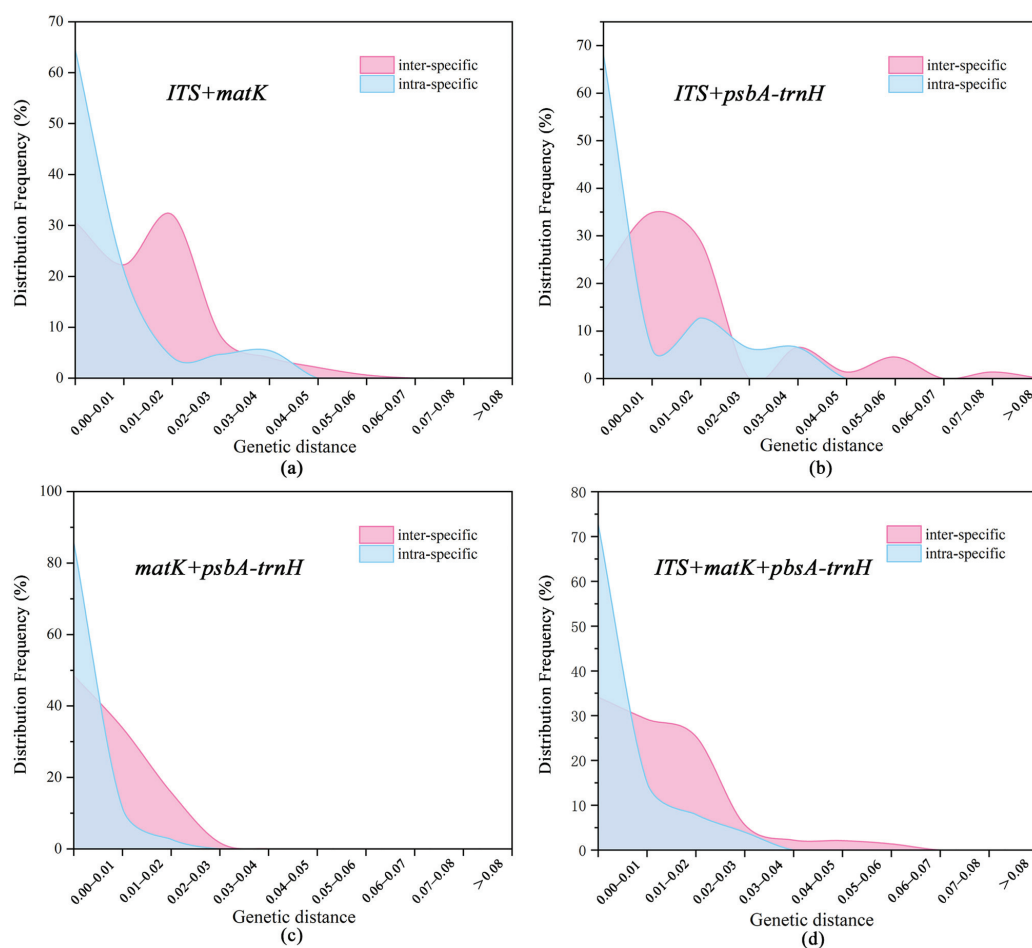 70
60
50
40
30
20
10
0
Distribution Frequency (%)
ITS+matK
inter-specific
intra-specific
0.00–0.01
0.01–0.02
0.02–0.03
0.03–0.04
0.04–0.05
0.05–0.06
0.06–0.07
0.07–0.08
>0.08
Genetic distance
(a)
70
60
50
40
30
20
10
0
Distribution Frequency (%)
ITS+psbA-trnH
inter-specific
intra-specific
0.00–0.01
0.01–0.02
0.02–0.03
0.03–0.04
0.04–0.05
0.05–0.06
0.06–0.07
0.07–0.08
>0.08
Genetic distance
(b)
100
80
60
40
20
0
Distribution Frequency (%)
matK+psbA-trnH
inter-specific
intra-specific
0.00–0.01
0.01–0.02
0.02–0.03
0.03–0.04
0.04–0.05
0.05–0.06
0.06–0.07
0.07–0.08
>0.08
Genetic distance
(c)
80
70
60
50
40
30
20
10
0
Distribution Frequency (%)
ITS+matK+pbsA-trnH
inter-specific
intra-specific
0.00–0.01
0.01–0.02
0.02–0.03
0.03–0.04
0.04–0.05
0.05–0.06
0.06–0.07
0.07–0.08
>0.08
Genetic distance
(d)